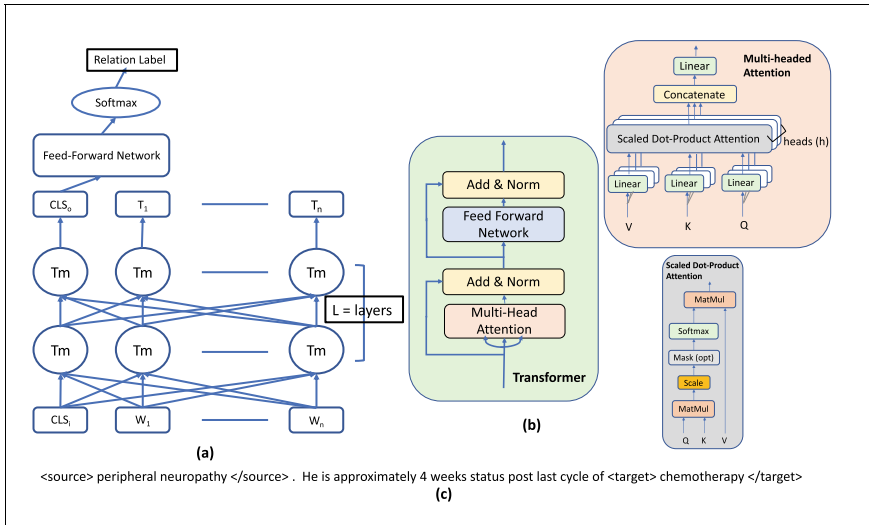 Relation Label
Softmax
Feed-Forward Network
CLSo T1 Tn
Tm Tm Tm
L = layers
Tm Tm Tm
CLSi W1 Wn
(a)
Add & Norm
Feed Forward
Network
Add & Norm
Multi-Head
Attention
Transformer
(b)
Multi-headed
Attention
Linear
Concatenate
Scaled Dot-Product Attention
heads (h)
Linear Linear Linear
V K Q
Scaled Dot-Product
Attention
MatMul
Softmax
Mask (opt)
Scale
MatMul
Q K V
<source> peripheral neuropathy </source> . He is approximately 4 weeks status post last cycle of <target> chemotherapy </target>
(c)